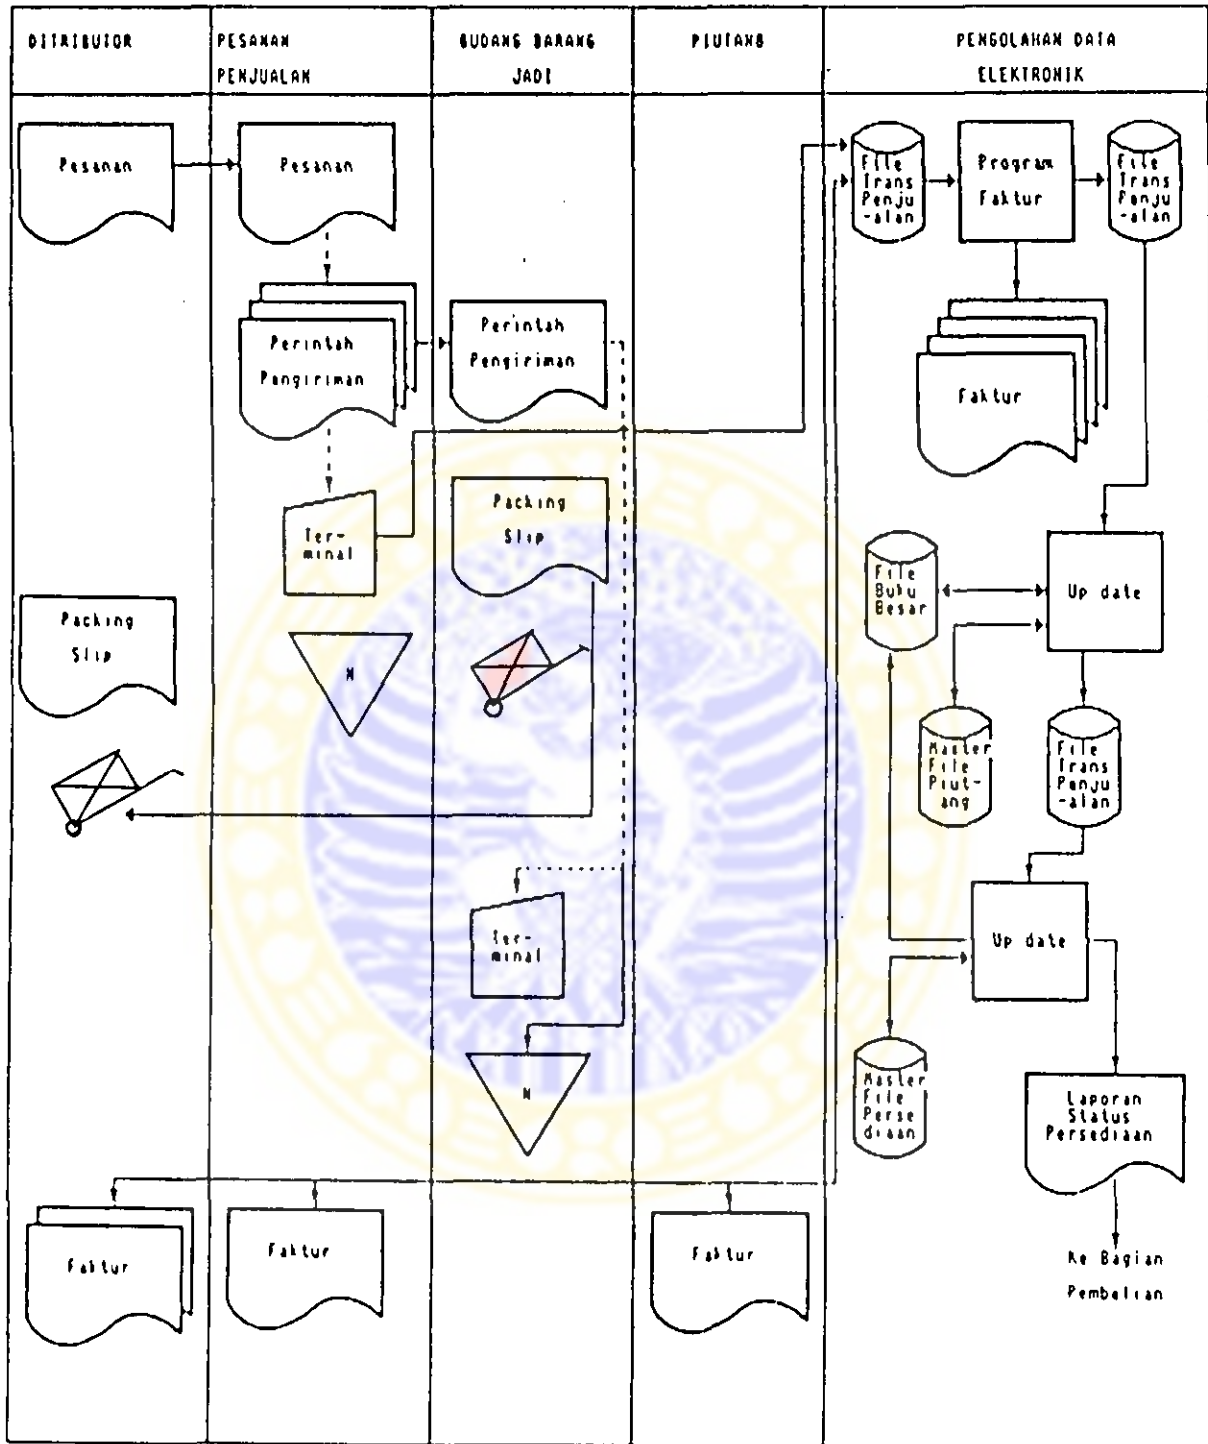 DITRIBUTOR
PESANAN
PENJUALAN
GUDANG BARANG
JADI
PIUTANG
PENGOLAHAN DATA
ELEKTRONIK
Pesanan
Pesanan
File
Trans
Penju
-alan
Program
Faktur
File
Trans
Penju
-alan
Perintah
Pengiriman
Perintah
Pengiriman
Faktur
Ter-
minal
Packing
Slip
File
Buku
Besar
Up date
Packing
Slip
N
Master
File
Piut-
ang
File
Trans
Penju
-alan
Ter-
minal
Up date
N
Master
File
Perse
diaan
Laporan
Status
Persediaan
Faktur
Faktur
Faktur
Ke Bagian
Pembelian